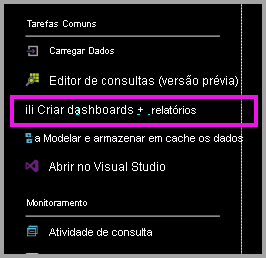 Tarefas Comuns
Carregar Dados
Editor de consultas (versão prévia)
ili Criar dashboards + .relatórios
a Modelar e armazenar em cache os dados
Abrir no Visual Studio
Monitoramento
Atividade de consulta